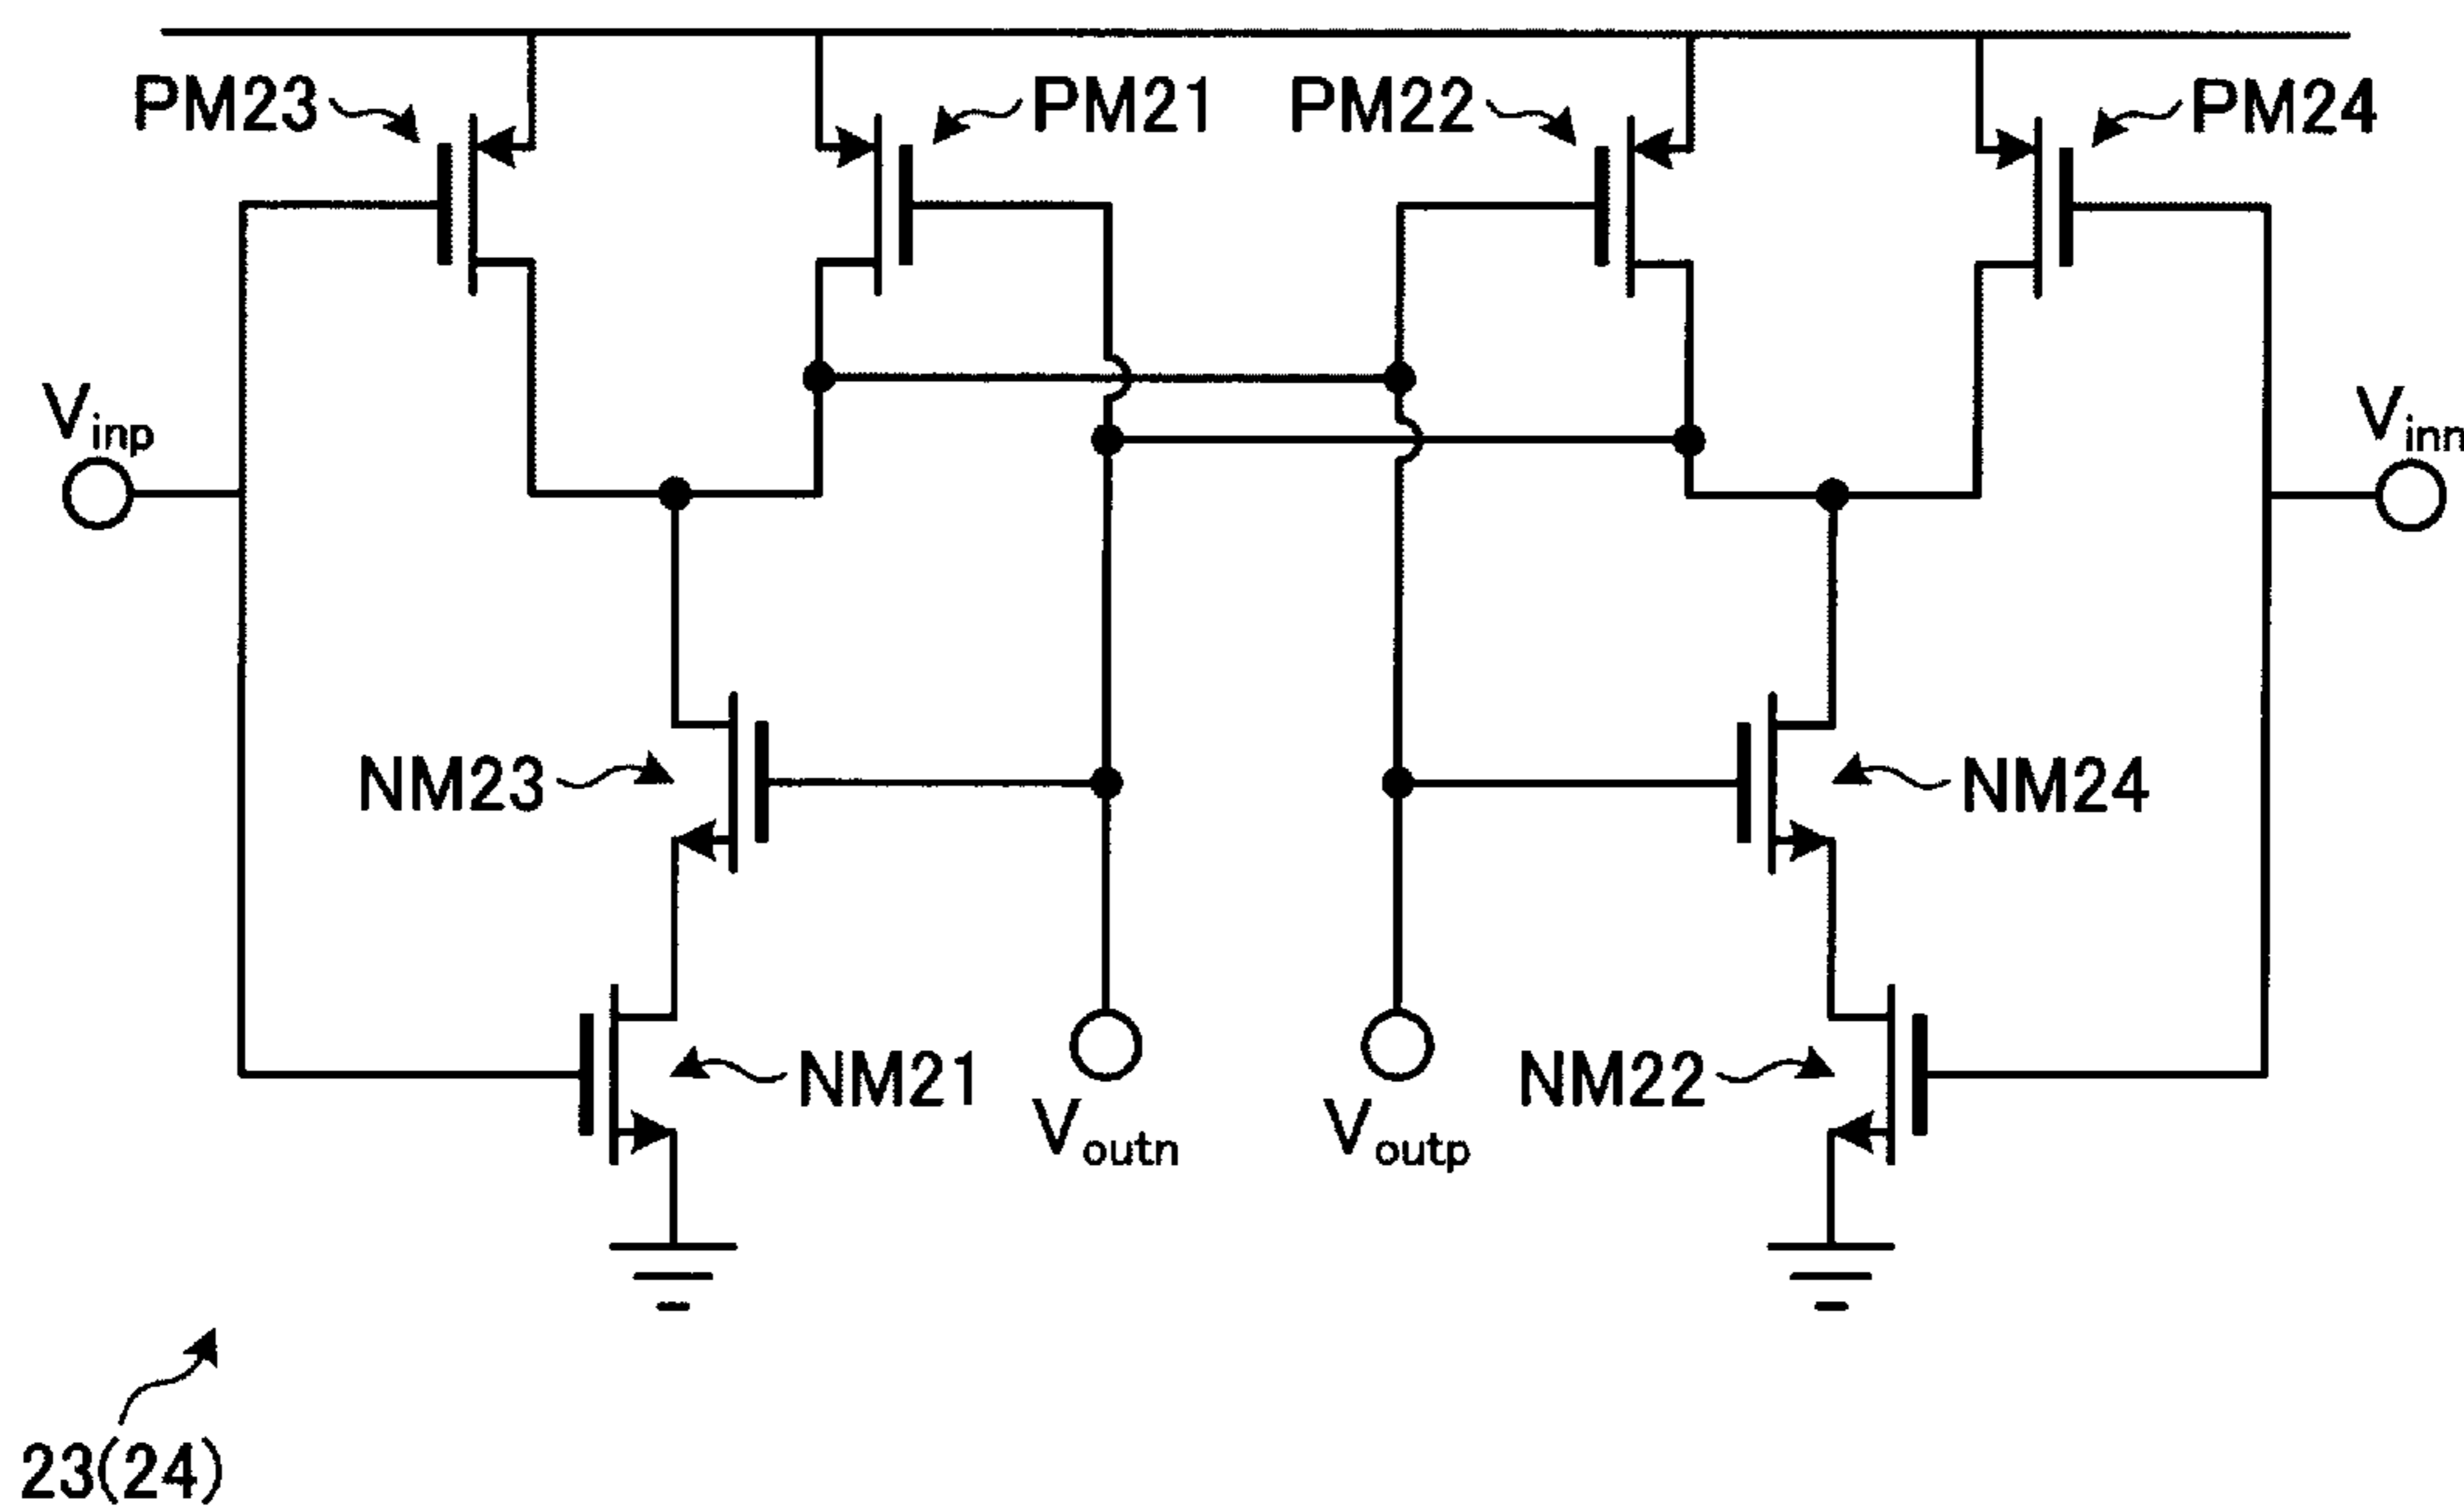 PM23
PM21
PM22
PM24
Vinp
Vinn
NM23
NM24
NM21
NM22
Voutn
Voutp
23(24)